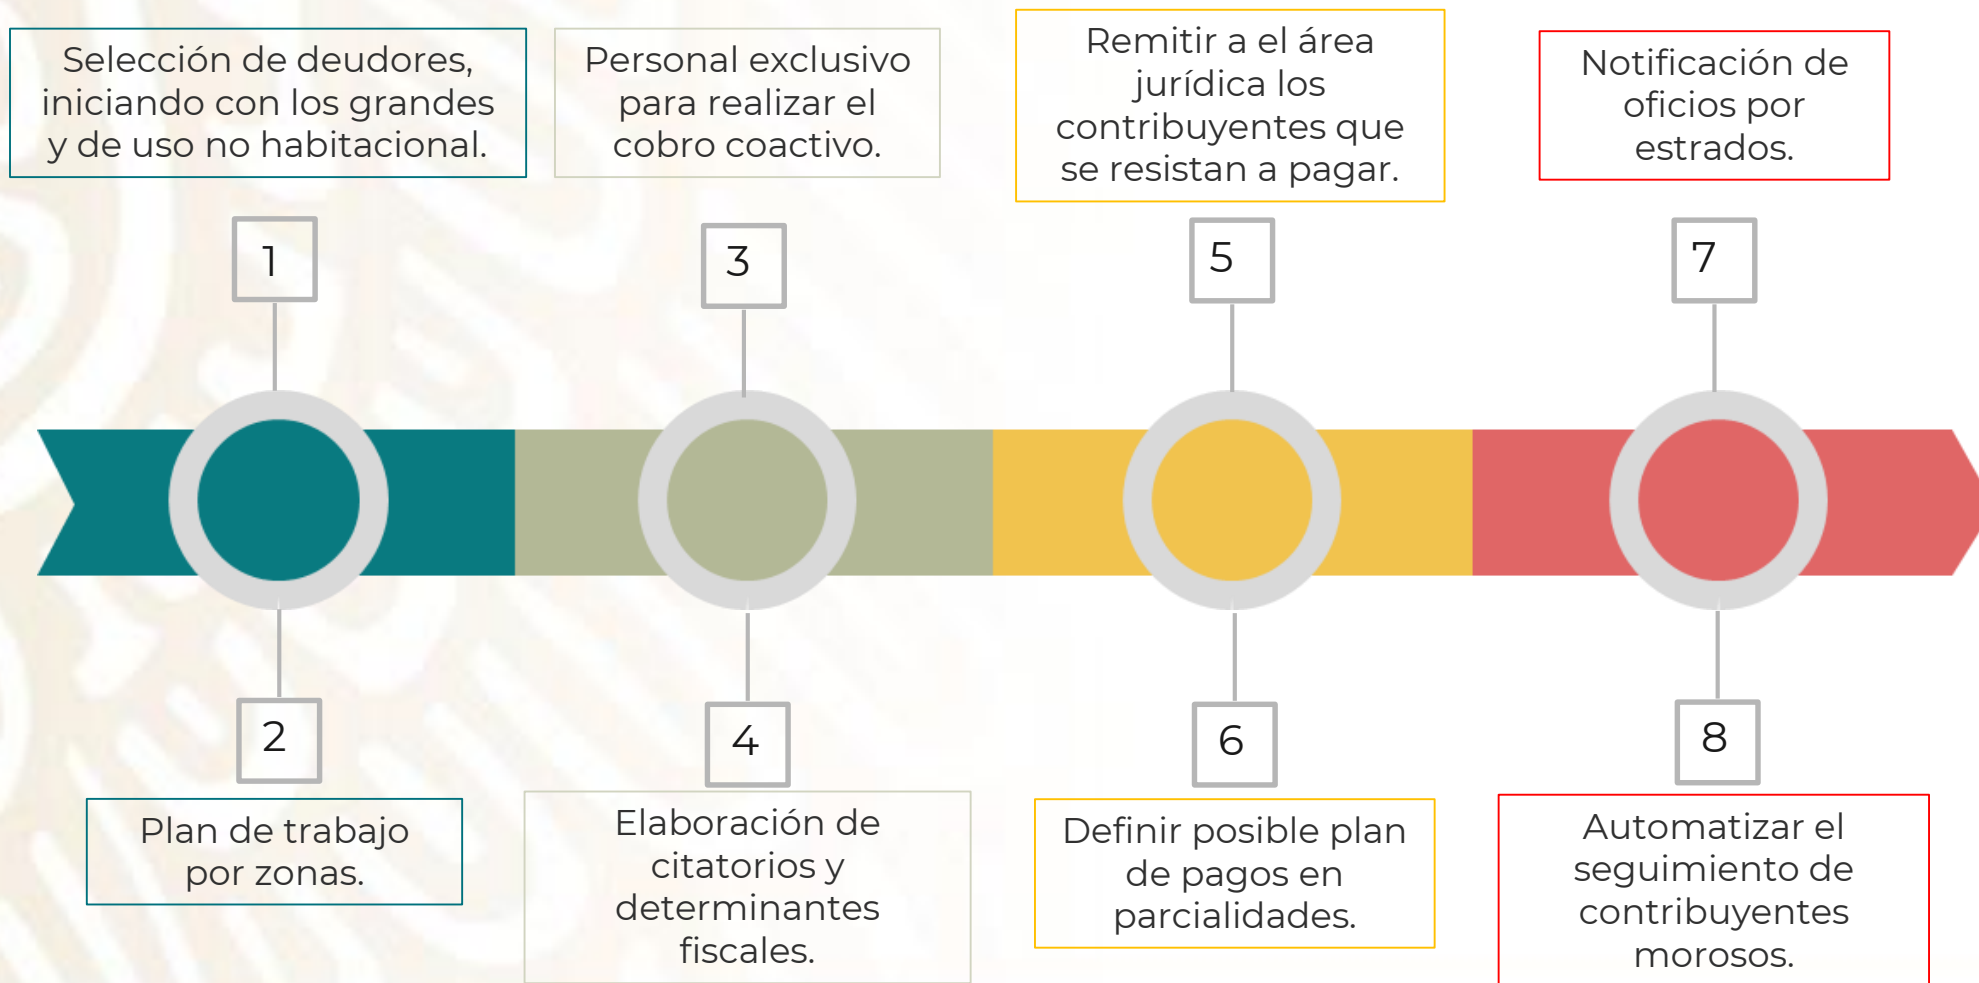 Selección de deudores,
iniciando con los grandes
y de uso no habitacional.
1
2
Plan de trabajo
por zonas.
Personal exclusivo
para realizar el
cobro coactivo.
3
4
Elaboración de
citatorios y
determinantes
fiscales.
Remitir a el área
jurídica los
contribuyentes que
se resistan a pagar.
5
6
Definir posible plan
de pagos en
parcialidades.
Notificación de
oficios por
estrados.
7
8
Automatizar el
seguimiento de
contribuyentes
morosos.